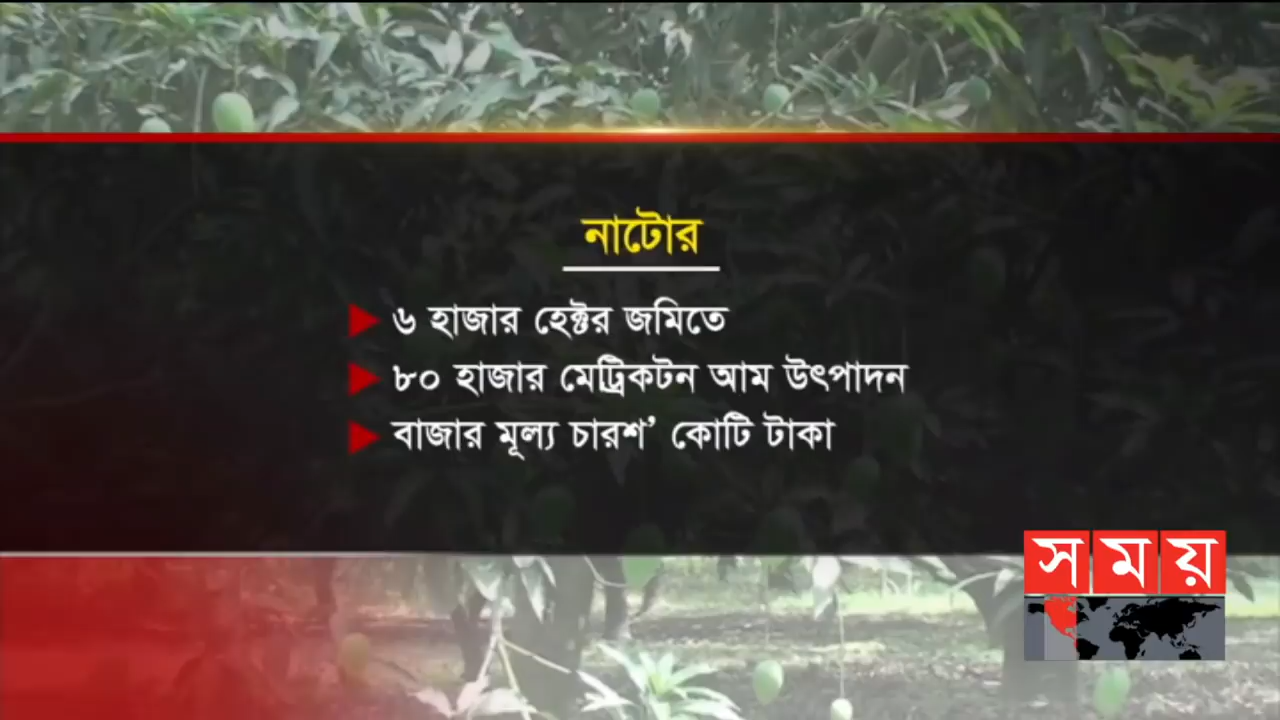 নাটোর
৬ হাজার হেক্টর জমিতে
৮০ হাজার মেট্রিকটন আম উৎপাদন
বাজার মূল্য চারশ’ কোটি টাকা
সময়